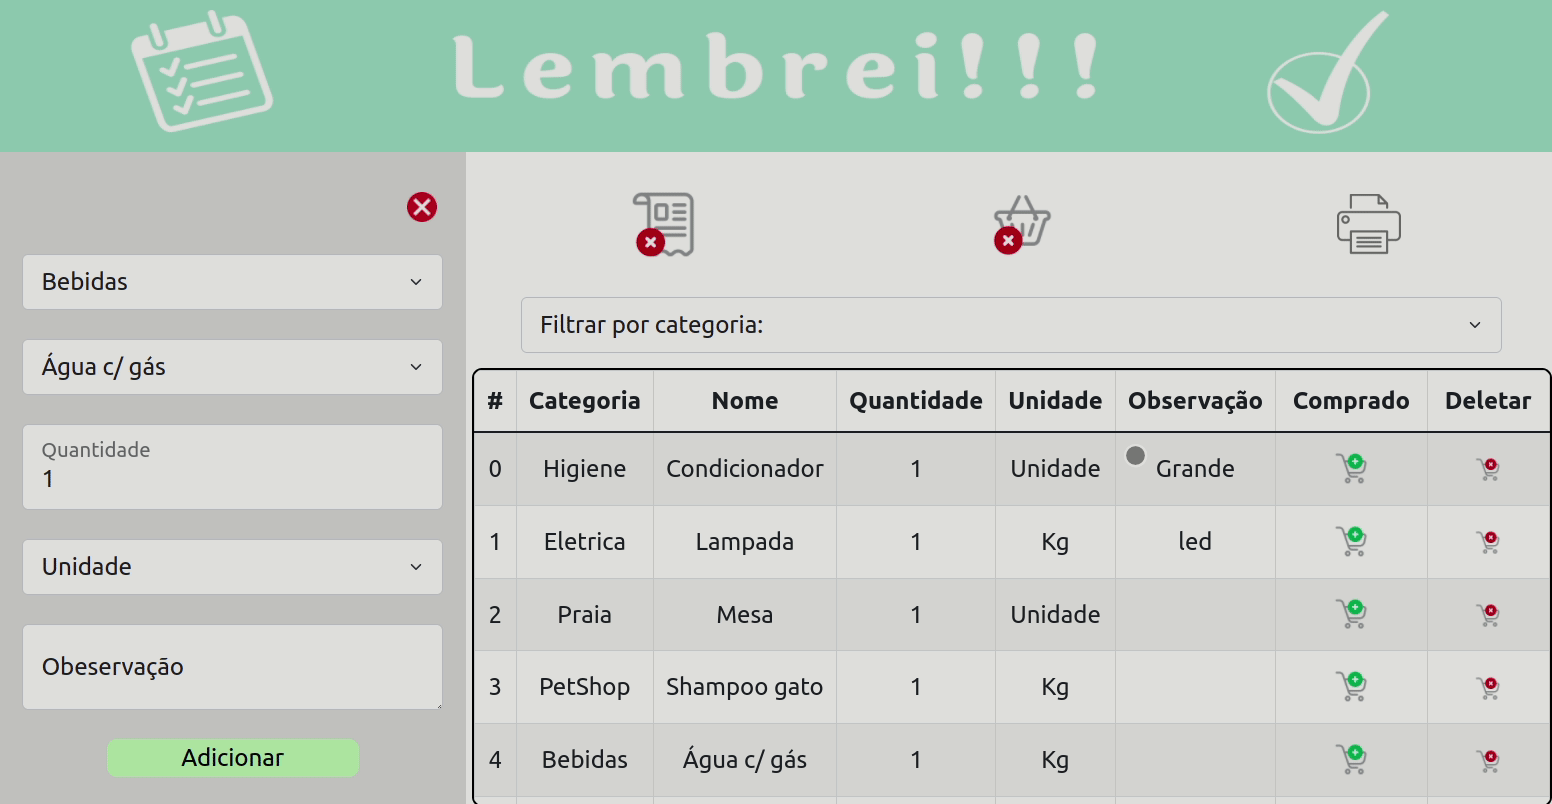 Lembrei!!!
Bebidas
Água c/ gás
Quantidade
1
Unidade
Obeservação
Adicionar
Filtrar por categoria:
# Categoria Nome Quantidade Unidade Observação Comprado Deletar
0 Higiene Condicionador 1 Unidade Grande
1 Eletrica Lampada 1 Kg led
2 Praia Mesa 1 Unidade
3 PetShop Shampoo gato 1 Kg
4 Bebidas Água c/ gás 1 Kg